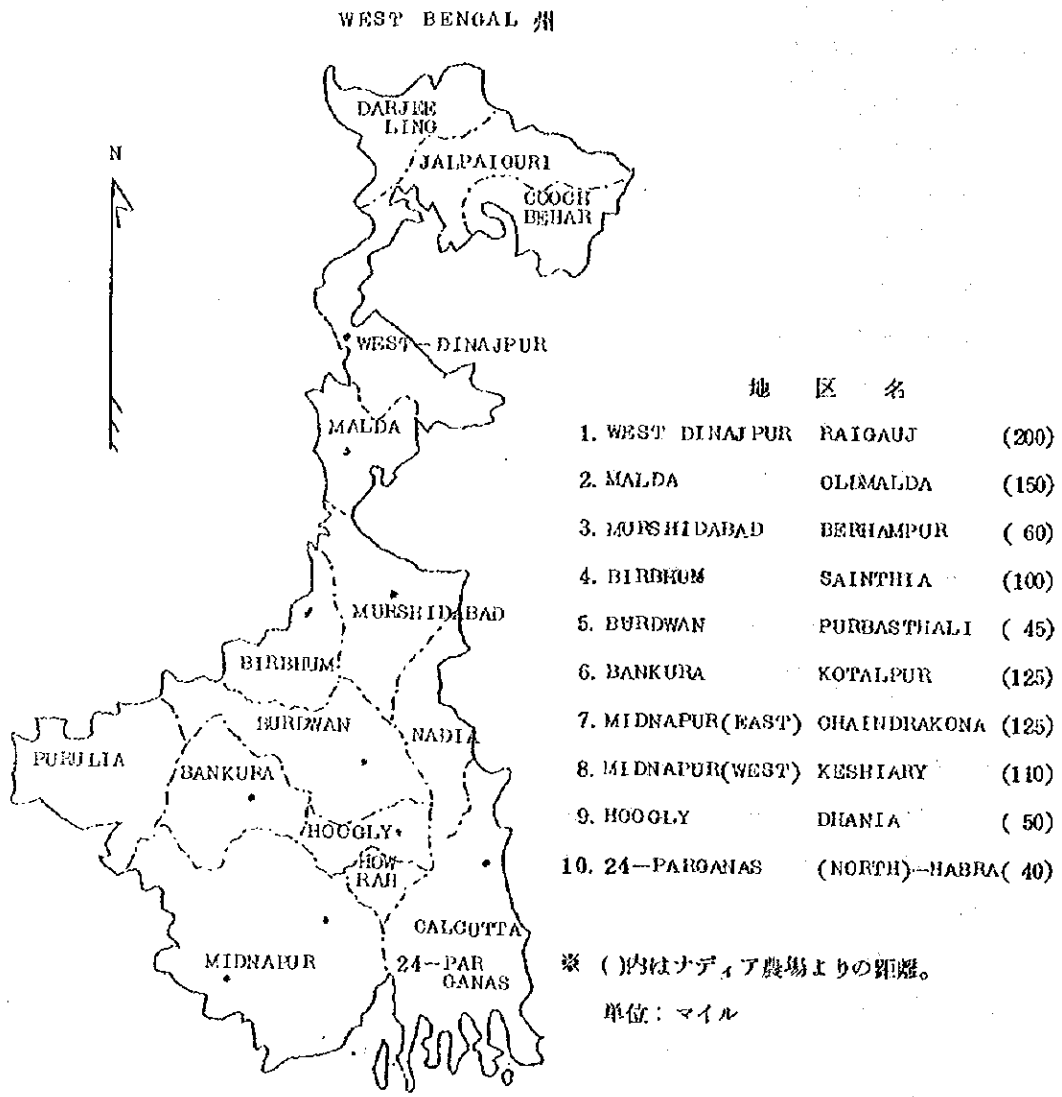 WEST BENGAL 州
DARJEE
LING
N
JALPAIGURI
COOCH
BEHAR
WEST-DINAJPUR
MALDA
MURSHIDABAD
BIRBHUM
BURDWAN
NADIA
PURULIA
BANKURA
HOOGLY
HOW
RAH
CALCUTTA
MIDNAPUR
24-PAR
GANAS
地 区 名
1. WEST DINAJPUR RAIGAUJ (200)
2. MALDA OLDMALDA (150)
3. MURSHIDABAD BERHAMPUR ( 60)
4. BIRBHUM SAINTHIA (100)
5. BURDWAN PURBASTHALI ( 45)
6. BANKURA KOTALPUR (125)
7. MIDNAPUR(EAST) CHAINDRAKONA (125)
8. MIDNAPUR(WEST) KESHIARY (110)
9. HOOGLY DHANIA ( 50)
10. 24-PARGANAS (NORTH)-HABRA( 40)
※ ( )内はナディア農場よりの距離。
単位：マイル